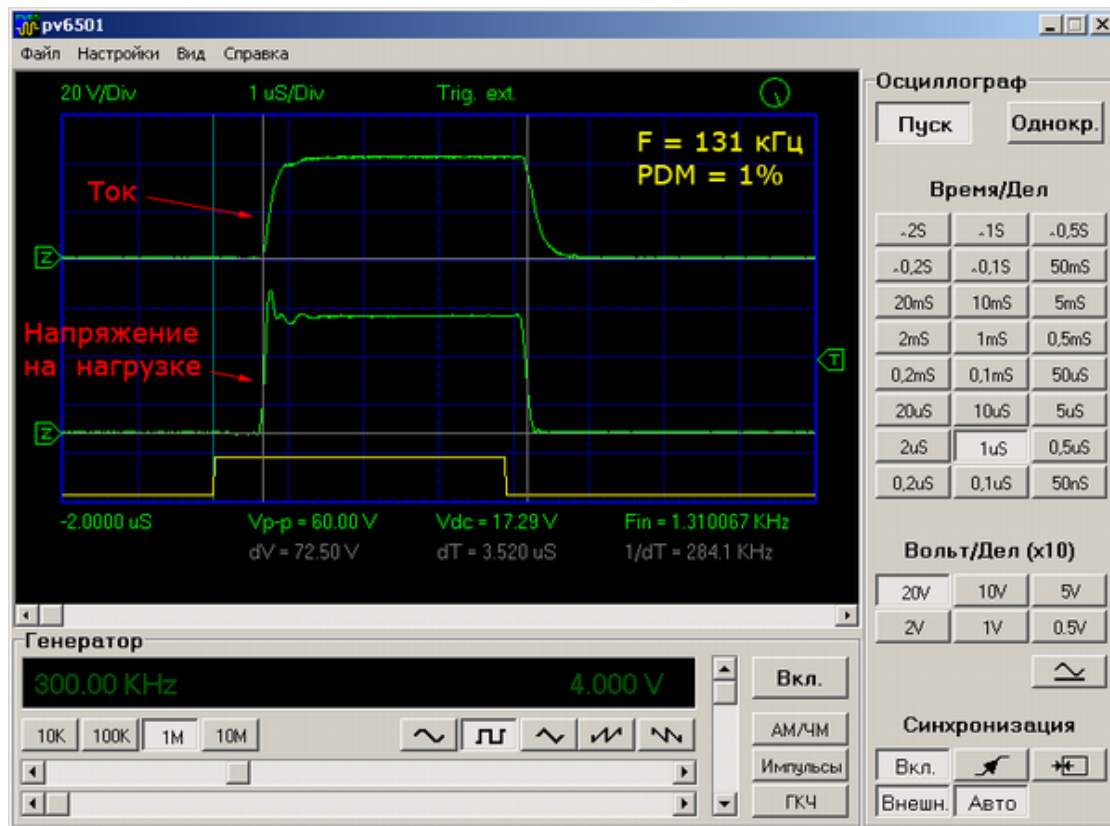 pv6501
Файл Настройки Вид Справка
20 V/Div 1 uS/Div Trig. ext.
F = 131 кГц
PDM = 1%
Ток
Z
Напряжение
на нагрузке
T
Z
-2.0000 uS Vp-p = 60.00 V Vdc = 17.29 V Fin = 1.310067 KHz
dV = 72.50 V dT = 3.520 uS 1/dT = 284.1 KHz
Осциллограф
Пуск Однокр.
Время/Дел
.2S .1S .0,5S
.0,2S .0,1S 50mS
20mS 10mS 5mS
2mS 1mS 0,5mS
0,2mS 0,1mS 50uS
20uS 10uS 5uS
2uS 1uS 0,5uS
0,2uS 0,1uS 50nS
Вольт/Дел (x10)
20V 10V 5V
2V 1V 0.5V
Синхронизация
Вкл.
Внешн. Авто
Генератор
300.00 KHz 4.000 V
Вкл.
10K 100K 1M 10M
АМ/ЧМ
Импульсы
ГКЧ